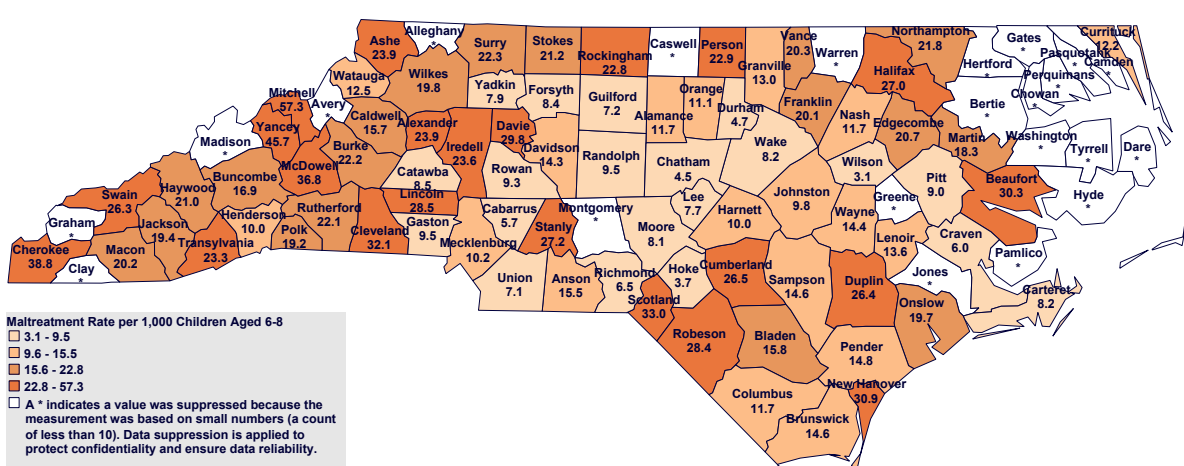 Ashe
23.9
Alleghany
*
Surry
22.3
Stokes
21.2
Rockingham
22.8
Caswell
*
Person
22.9
Granville
13.0
Vance
20.3
Warren
*
Northampton
21.8
Gates
*
Currituck
12.2
Pasquotank
*
Camden
*
Hertford
*
Perquimans
*
Chowan
*
Halifax
27.0
Bertie
*
Watauga
12.5
Wilkes
19.8
Yadkin
7.9
Forsyth
8.4
Guilford
7.2
Alamance
11.7
Orange
11.1
Durham
4.7
Franklin
20.1
Nash
11.7
Edgecombe
20.7
Martin
18.3
Washington
*
Tyrrell
*
Dare
*
Mitchell
57.3
Avery
*
Caldwell
15.7
Alexander
23.9
Iredell
23.6
Davie
29.8
Davidson
14.3
Randolph
9.5
Chatham
4.5
Wake
8.2
Wilson
3.1
Pitt
9.0
Beaufort
30.3
Hyde
*
Madison
*
Yancey
45.7
McDowell
36.8
Burke
22.2
Catawba
8.5
Rowan
9.3
Lee
7.7
Harnett
10.0
Johnston
9.8
Wayne
14.4
Greene
*
Lenoir
13.6
Craven
6.0
Pamlico
*
Swain
26.3
Haywood
21.0
Buncombe
16.9
Henderson
10.0
Polk
19.2
Rutherford
22.1
Cleveland
32.1
Lincoln
28.5
Gaston
9.5
Mecklenburg
10.2
Cabarrus
5.7
Stanly
27.2
Montgomery
*
Moore
8.1
Graham
*
Jackson
19.4
Transylvania
23.3
Cherokee
38.8
Clay
*
Macon
20.2
Union
7.1
Anson
15.5
Richmond
6.5
Hoke
3.7
Cumberland
26.5
Sampson
14.6
Duplin
26.4
Jones
*
Carteret
8.2
Scotland
33.0
Onslow
19.7
Robeson
28.4
Bladen
15.8
Pender
14.8
New Hanover
30.9
Columbus
11.7
Brunswick
14.6
Maltreatment Rate per 1,000 Children Aged 6-8
3.1 - 9.5
9.6 - 15.5
15.6 - 22.8
22.8 - 57.3
A * indicates a value was suppressed because the
measurement was based on small numbers (a count
of less than 10). Data suppression is applied to
protect confidentiality and ensure data reliability.